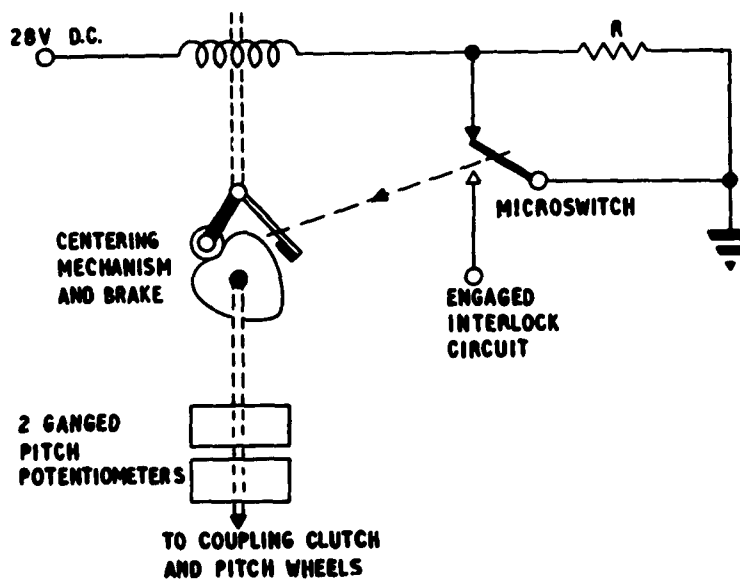 28V D.C.
R
MICROSWITCH
CENTERING
MECHANISM
AND BRAKE
ENGAGED
INTERLOCK
CIRCUIT
2 GANGED
PITCH
POTENTIOMETERS
TO COUPLING CLUTCH
AND PITCH WHEELS